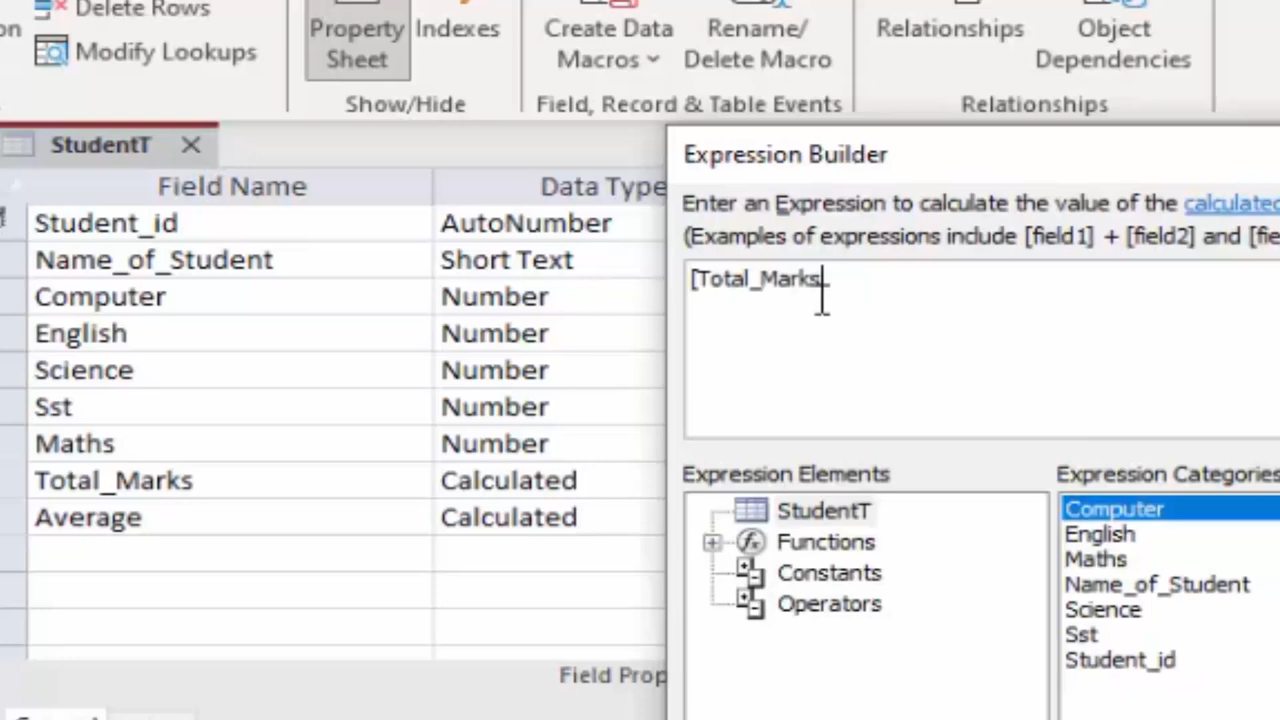 Delete Rows
on
Modify Lookups
Property Sheet
Indexes
Create Data Macros
Rename/ Delete Macro
Relationships
Object Dependencies
Show/Hide
Field, Record & Table Events
Relationships
StudentT
Field Name Data Type
Student_id AutoNumber
Name_of_Student Short Text
Computer Number
English Number
Science Number
Sst Number
Maths Number
Total_Marks Calculated
Average Calculated
Field Prop
Expression Builder
Enter an Expression to calculate the value of the calculated
(Examples of expressions include [field1] + [field2] and [fie
[Total_Marks
Expression Elements
StudentT
Functions
Constants
Operators
Expression Categories
Computer
English
Maths
Name_of_Student
Science
Sst
Student_id